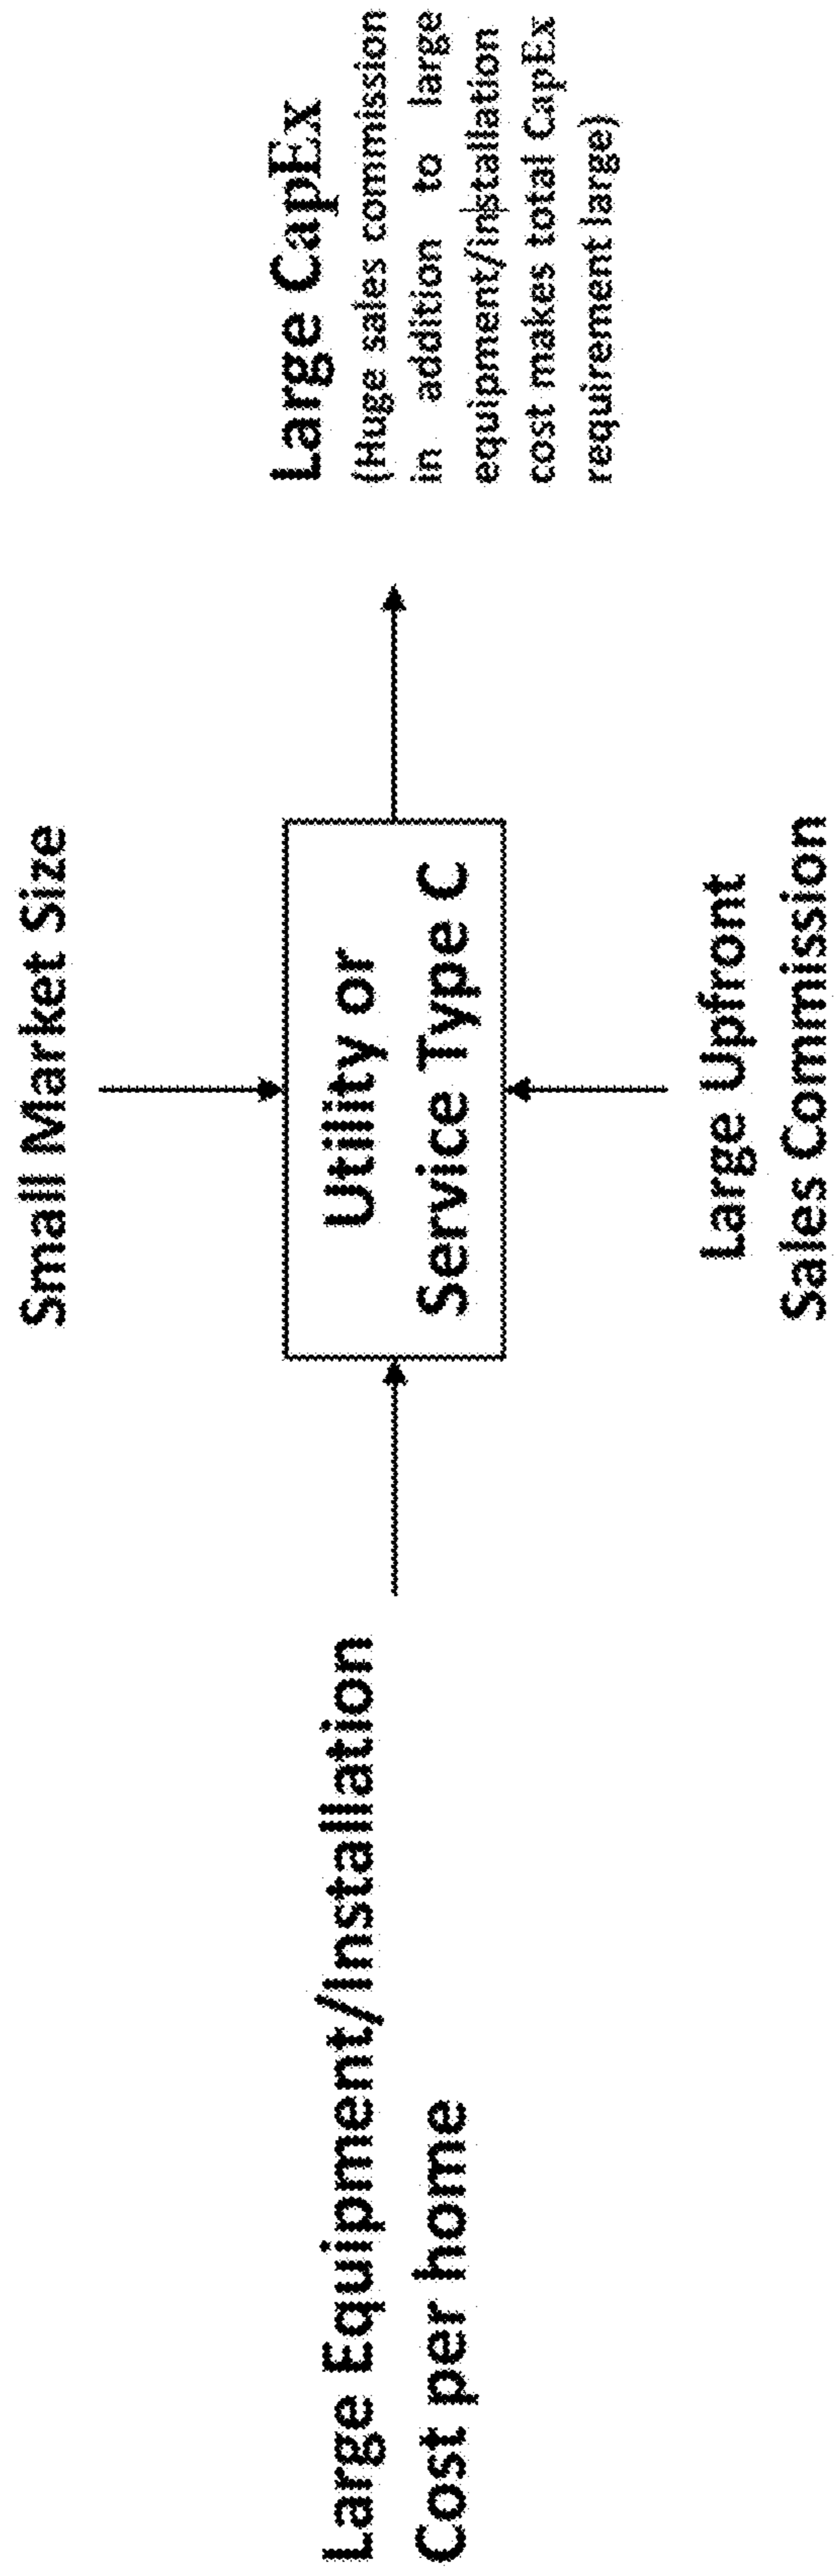 Small Market Size
Large Equipment/Installation
Cost per home
Utility or
Service Type C
Large CapEx
(Huge sales commission
in addition to large
equipment/installation
cost makes total CapEx
requirement large)
Large Upfront
Sales Commission